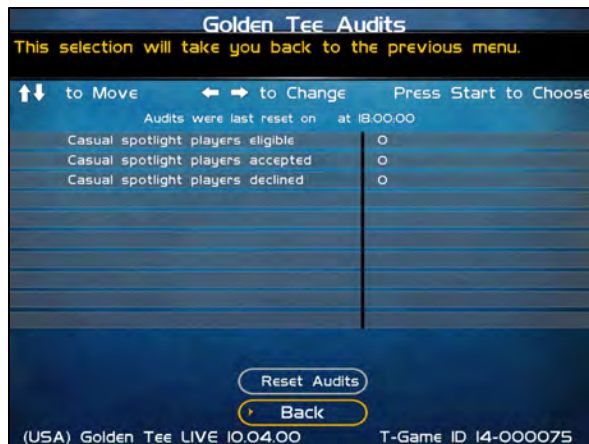 Golden Tee Audits
This selection will take you back to the previous menu.
to Move to Change Press Start to Choose
Audits were last reset on at 18:00:00
Casual spotlight players eligible 0
Casual spotlight players accepted 0
Casual spotlight players declined 0
Reset Audits
Back
(USA) Golden Tee LIVE 10.04.00 T-Game ID 14-000075